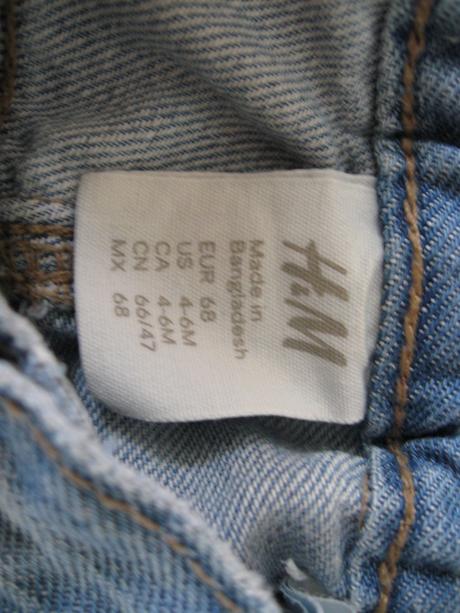 H&M
Made in
Bangladesh
EUR 68
US 4-6M
CA 4-6M
CN 66/47
MX 68